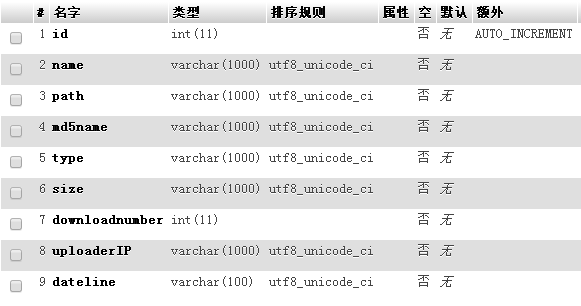 # 名字 类型 排序规则 属性 空 默认 额外
1 id int(11) 否 无 AUTO_INCREMENT
2 name varchar(1000) utf8_unicode_ci 否 无
3 path varchar(1000) utf8_unicode_ci 否 无
4 md5name varchar(1000) utf8_unicode_ci 否 无
5 type varchar(1000) utf8_unicode_ci 否 无
6 size varchar(1000) utf8_unicode_ci 否 无
7 downloadnumber int(11) 否 无
8 uploaderIP varchar(1000) utf8_unicode_ci 否 无
9 dateline varchar(100) utf8_unicode_ci 否 无